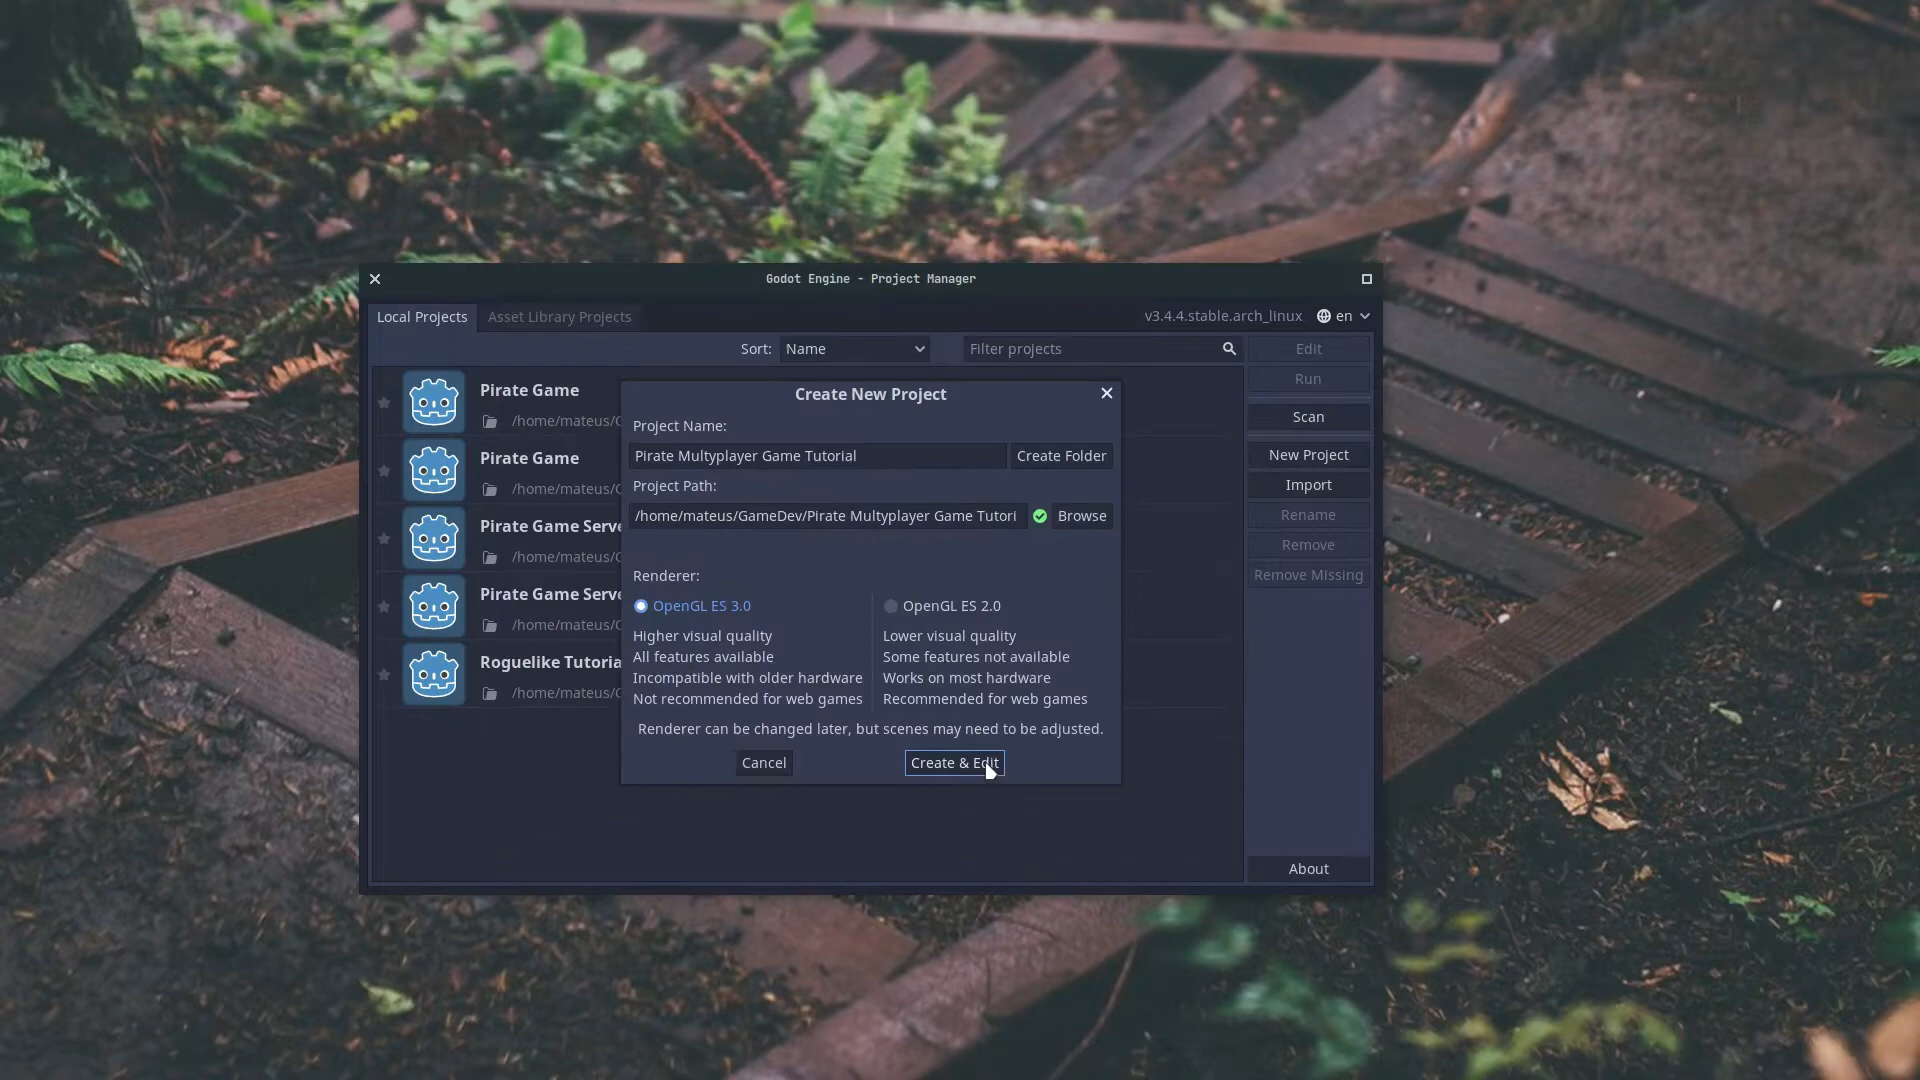 Godot Engine - Project Manager
Local Projects
Asset Library Projects
v3.4.4.stable.arch_linux
en
Sort:
Name
Filter projects
Edit
Run
Scan
New Project
Import
Rename
Remove
Remove Missing
About
Pirate Game
/home/mateus/
Pirate Game
/home/mateus/
Pirate Game
/home/mateus/
Pirate Game
/home/mateus/
Roguelike
/home/mateus/
Create New Project
Project Name:
Pirate Multyplayer Game Tutorial
Create Folder
Project Path:
/home/mateus/GameDev/Pirate Multyplayer Game Tutori
Browse
Renderer:
OpenGL ES 3.0
Higher visual quality
All features available
Incompatible with older hardware
Not recommended for web games
OpenGL ES 2.0
Lower visual quality
Some features not available
Works on most hardware
Recommended for web games
Renderer can be changed later, but scenes may need to be adjusted.
Cancel
Create & Edit